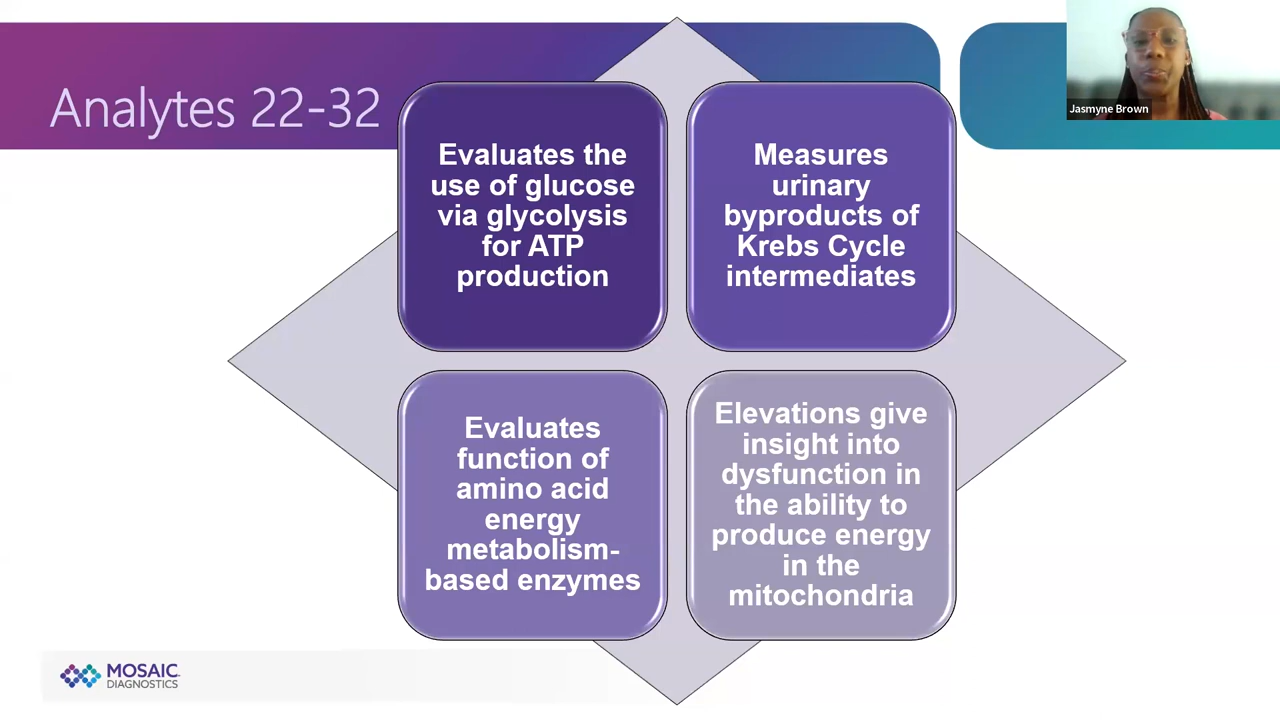 Analytes 22-32
Jasmyne Brown
Evaluates the
use of glucose
via glycolysis
for ATP
production
Measures
urinary
byproducts of
Krebs Cycle
intermediates
Evaluates
function of
amino acid
energy
metabolism-
based enzymes
Elevations give
insight into
dysfunction in
the ability to
produce energy
in the
mitochondria
MOSAIC
DIAGNOSTICS